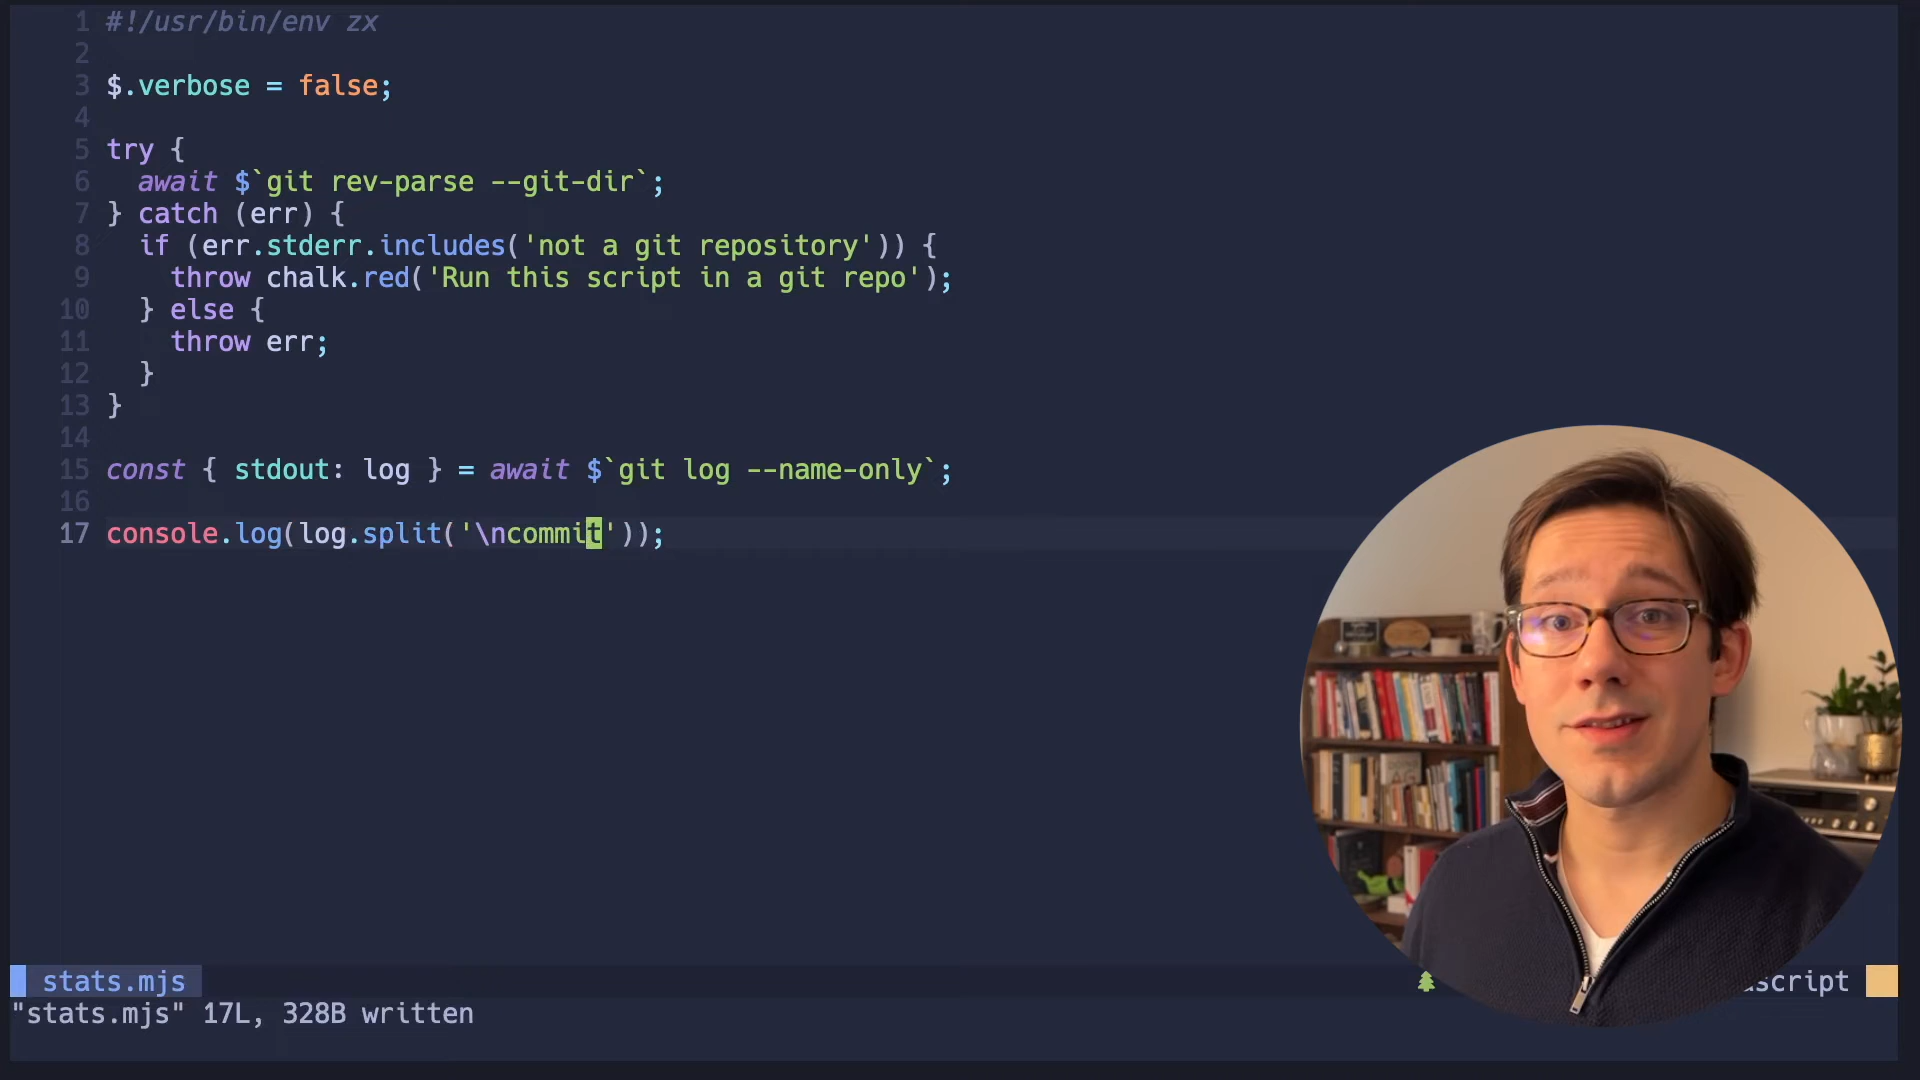 1 #!/usr/bin/env zx
2
3 $.verbose = false;
4
5 try {
6   await $`git rev-parse --git-dir`;
7 } catch (err) {
8   if (err.stderr.includes('not a git repository')) {
9     throw chalk.red('Run this script in a git repo');
10   } else {
11     throw err;
12   }
13 }
14
15 const { stdout: log } = await $`git log --name-only`;
16
17 console.log(log.split('\ncommit'));
stats.mjs script
"stats.mjs" 17L, 328B written